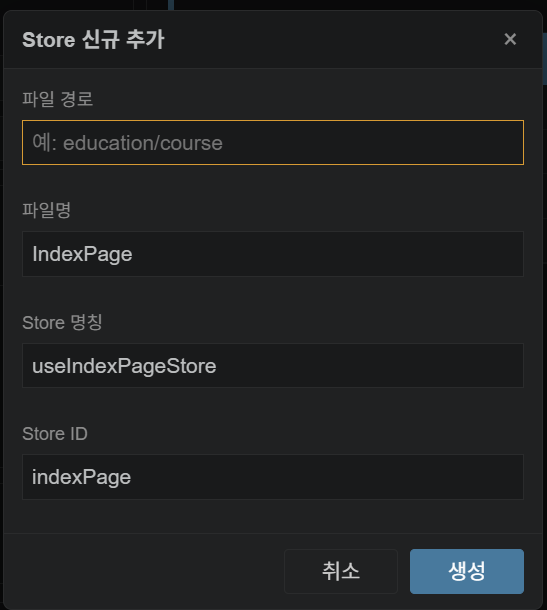 Store 신규 추가 ×
파일 경로
예: education/course
파일명
IndexPage
Store 명칭
useIndexPageStore
Store ID
indexPage
취소 생성